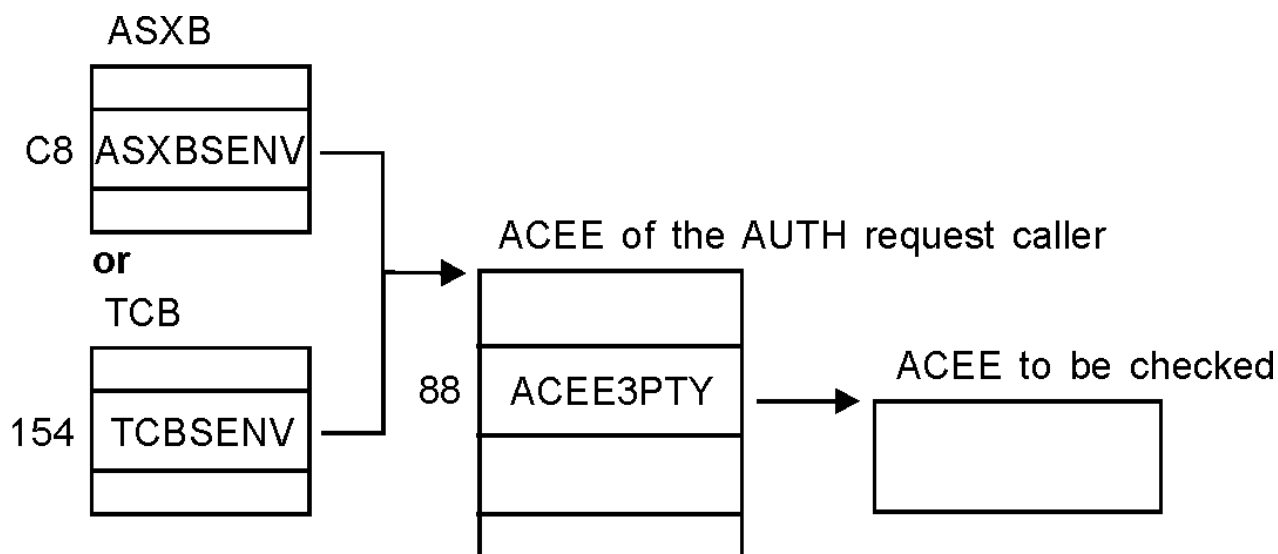 ASXB
C8 ASXBSENV
or
TCB
154 TCBSENV
ACEE of the AUTH request caller
88 ACEE3PTY
ACEE to be checked